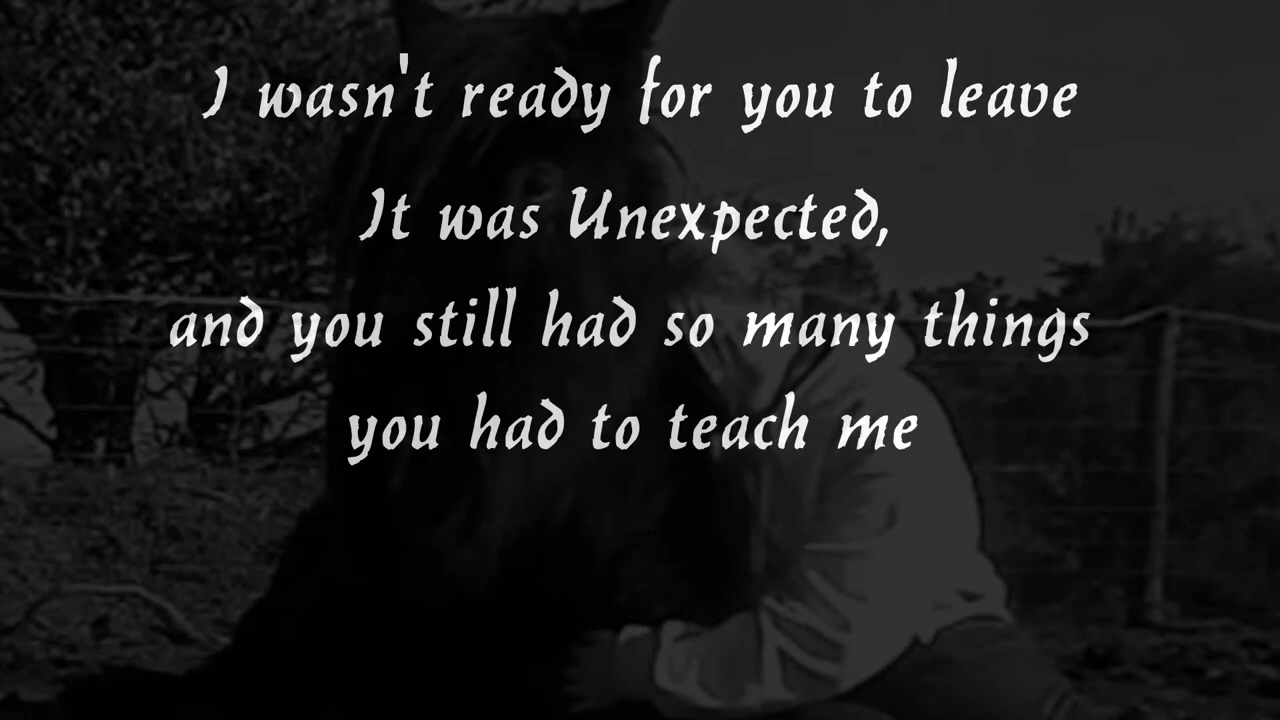 I wasn't ready for you to leave
It was Unexpected,
and you still had so many things
you had to teach me